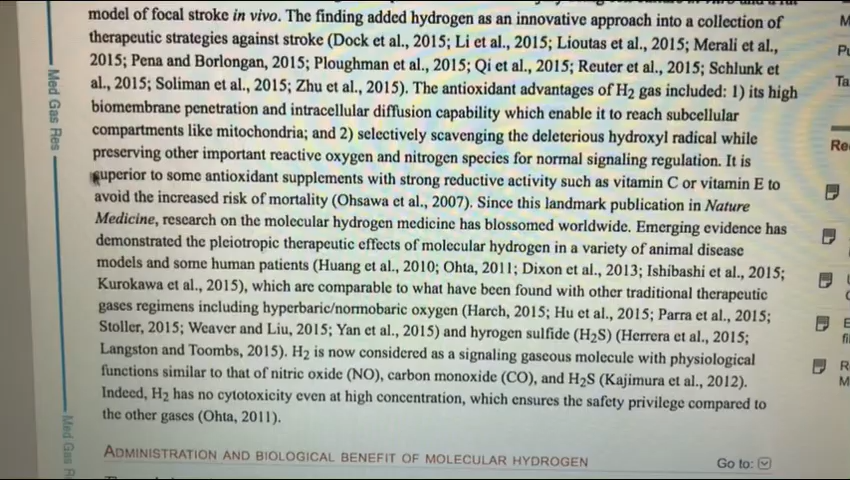 model of focal stroke in vivo. The finding added hydrogen as an innovative approach into a collection of
therapeutic strategies against stroke (Dock et al., 2015; Li et al., 2015; Lioutas et al., 2015; Merali et al.,
2015; Pena and Borlongan, 2015; Ploughman et al., 2015; Qi et al., 2015; Reuter et al., 2015; Schlunk et
al., 2015; Soliman et al., 2015; Zhu et al., 2015). The antioxidant advantages of H2 gas included: 1) its high
biomembrane penetration and intracellular diffusion capability which enable it to reach subcellular
compartments like mitochondria; and 2) selectively scavenging the deleterious hydroxyl radical while
preserving other important reactive oxygen and nitrogen species for normal signaling regulation. It is
superior to some antioxidant supplements with strong reductive activity such as vitamin C or vitamin E to
avoid the increased risk of mortality (Ohsawa et al., 2007). Since this landmark publication in Nature
Medicine, research on the molecular hydrogen medicine has blossomed worldwide. Emerging evidence has
demonstrated the pleiotropic therapeutic effects of molecular hydrogen in a variety of animal disease
models and some human patients (Huang et al., 2010; Ohta, 2011; Dixon et al., 2013; Ishibashi et al., 2015;
Kurokawa et al., 2015), which are comparable to what have been found with other traditional therapeutic
gases regimens including hyperbaric/normobaric oxygen (Harch, 2015; Hu et al., 2015; Parra et al., 2015;
Stoller, 2015; Weaver and Liu, 2015; Yan et al., 2015) and hyrogen sulfide (H2S) (Herrera et al., 2015;
Langston and Toombs, 2015). H2 is now considered as a signaling gaseous molecule with physiological
functions similar to that of nitric oxide (NO), carbon monoxide (CO), and H2S (Kajimura et al., 2012).
Indeed, H2 has no cytotoxicity even at high concentration, which ensures the safety privilege compared to
the other gases (Ohta, 2011).
ADMINISTRATION AND BIOLOGICAL BENEFIT OF MOLECULAR HYDROGEN
Go to:
Med Gas Res
Med Gas R
M
Pu
Ta
Re